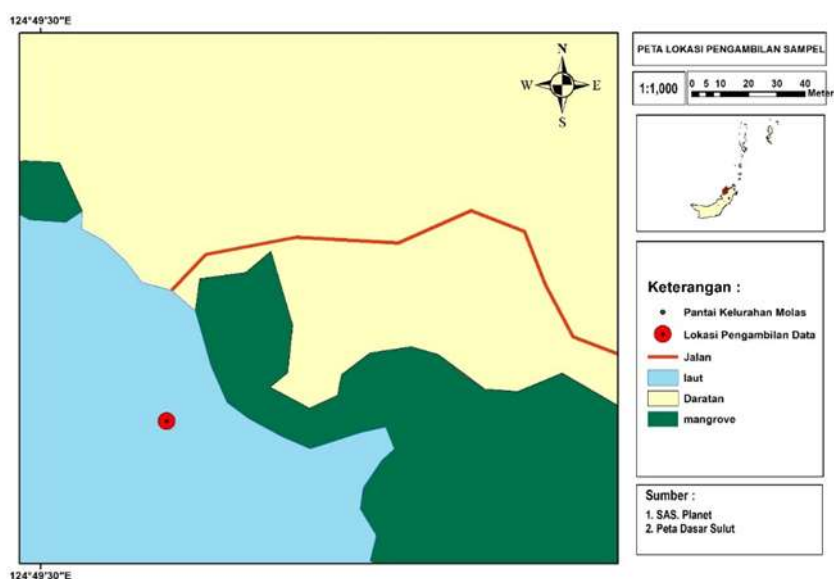 124°49'30"E
N
W E
S
PETA LOKASI PENGAMBILAN SAMPEL
1:1,000
0 5 10 20 30 40
Meter
Keterangan :
Pantai Kelurahan Molas
Lokasi Pengambilan Data
Jalan
laut
Daratan
mangrove
Sumber :
1. SAS. Planet
2. Peta Dasar Sulut
124°49'30"E